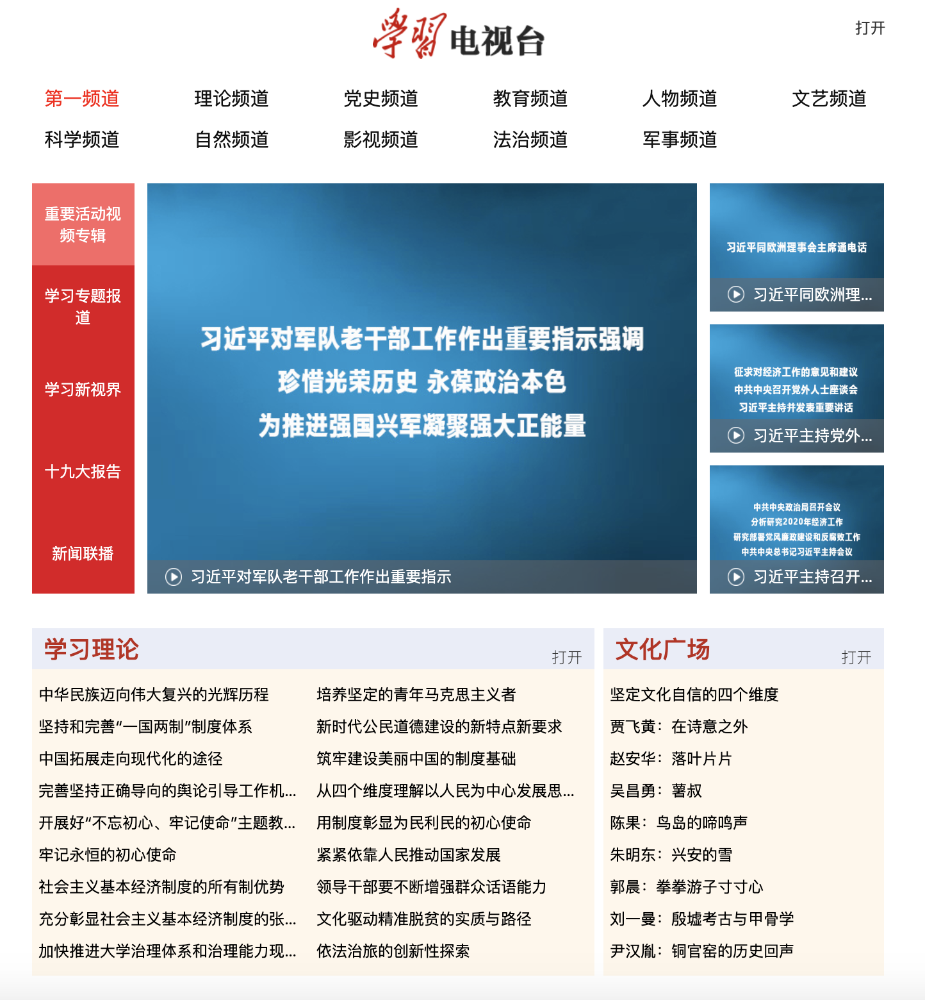 學習电视台
打开
第一频道 理论频道 党史频道 教育频道 人物频道 文艺频道
科学频道 自然频道 影视频道 法治频道 军事频道
重要活动视
频专辑
学习专题报
道
学习新视界
十九大报告
新闻联播
习近平对军队老干部工作作出重要指示强调
珍惜光荣历史 永葆政治本色
为推进强国兴军凝聚强大正能量
习近平对军队老干部工作作出重要指示
习近平同欧洲理事会主席通电话
习近平同欧洲理...
征求对经济工作的意见和建议
中共中央召开党外人士座谈会
习近平主持并发表重要讲话
习近平主持党外...
中共中央政治局召开会议
分析研究2020年经济工作
研究部署党风廉政建设和反腐败工作
中共中央总书记习近平主持会议
习近平主持召开...
学习理论
打开
中华民族迈向伟大复兴的光辉历程
坚持和完善“一国两制”制度体系
中国拓展走向现代化的途径
完善坚持正确导向的舆论引导工作机...
开展好“不忘初心、牢记使命”主题教...
牢记永恒的初心使命
社会主义基本经济制度的所有制优势
充分彰显社会主义基本经济制度的张...
加快推进大学治理体系和治理能力现...
培养坚定的青年马克思主义者
新时代公民道德建设的新特点新要求
筑牢建设美丽中国的制度基础
从四个维度理解以人民为中心发展思...
用制度彰显为民利民的初心使命
紧紧依靠人民推动国家发展
领导干部要不断增强群众话语能力
文化驱动精准脱贫的实质与路径
依法治旅的创新性探索
文化广场
打开
坚定文化自信的四个维度
贾飞黄：在诗意之外
赵安华：落叶片片
吴昌勇：薯叔
陈果：鸟岛的啼鸣声
朱明东：兴安的雪
郭晨：拳拳游子寸寸心
刘一曼：殷墟考古与甲骨学
尹汉胤：铜官窑的历史回声